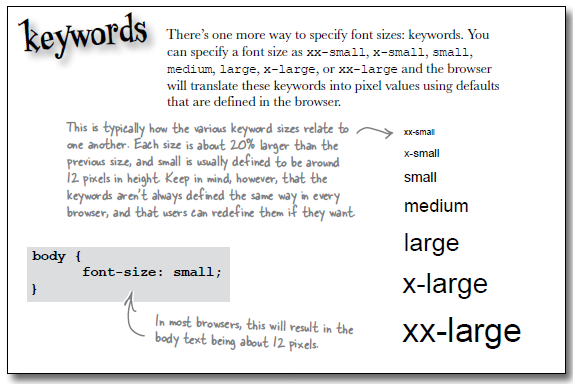 keywords
There's one more way to specify font sizes: keywords. You
can specify a font size as xx-small, x-small, small,
medium, large, x-large, or xx-large and the browser
will translate these keywords into pixel values using defaults
that are defined in the browser.
This is typically how the various keyword sizes relate to
one another. Each size is about 20% larger than the
previous size, and small is usually defined to be around
12 pixels in height. Keep in mind, however, that the
keywords aren't always defined the same way in every
browser, and that users can redefine them if they want.
xx-small
x-small
small
medium
large
x-large
xx-large
body {
font-size: small;
}
In most browsers, this will result in the
body text being about 12 pixels.